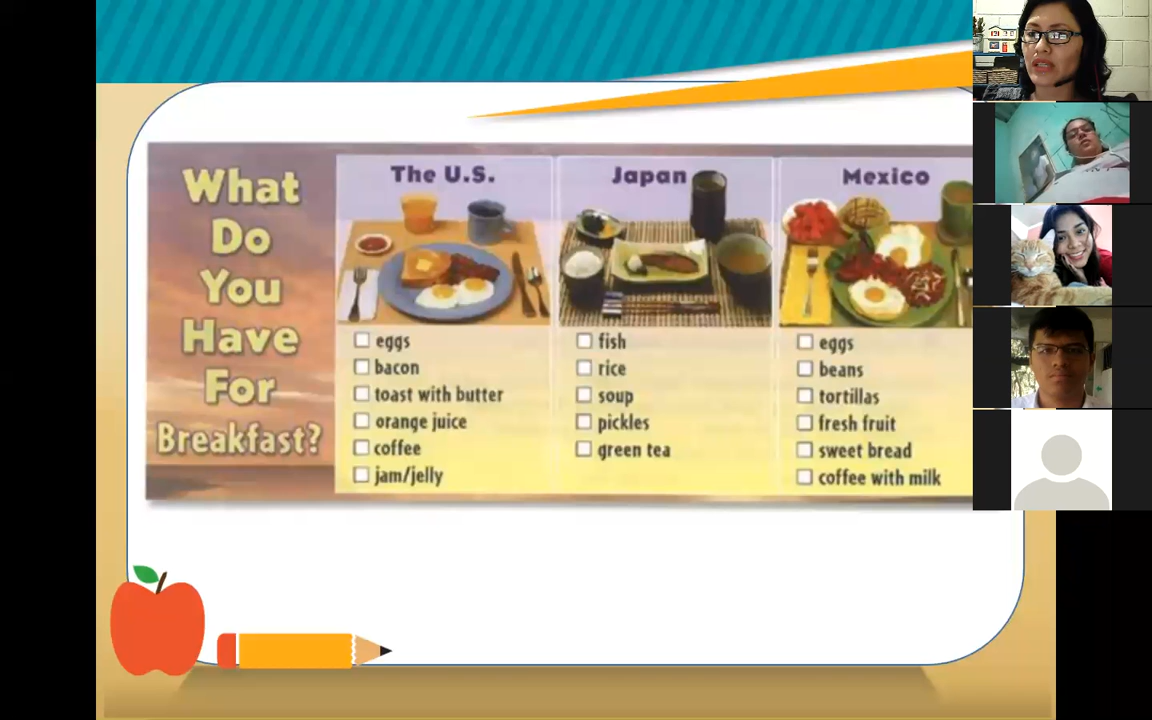 What
Do
You
Have
For
Breakfast?
The U.S.
eggs
bacon
toast with butter
orange juice
coffee
jam/jelly
Japan
fish
rice
soup
pickles
green tea
Mexico
eggs
beans
tortillas
fresh fruit
sweet bread
coffee with milk